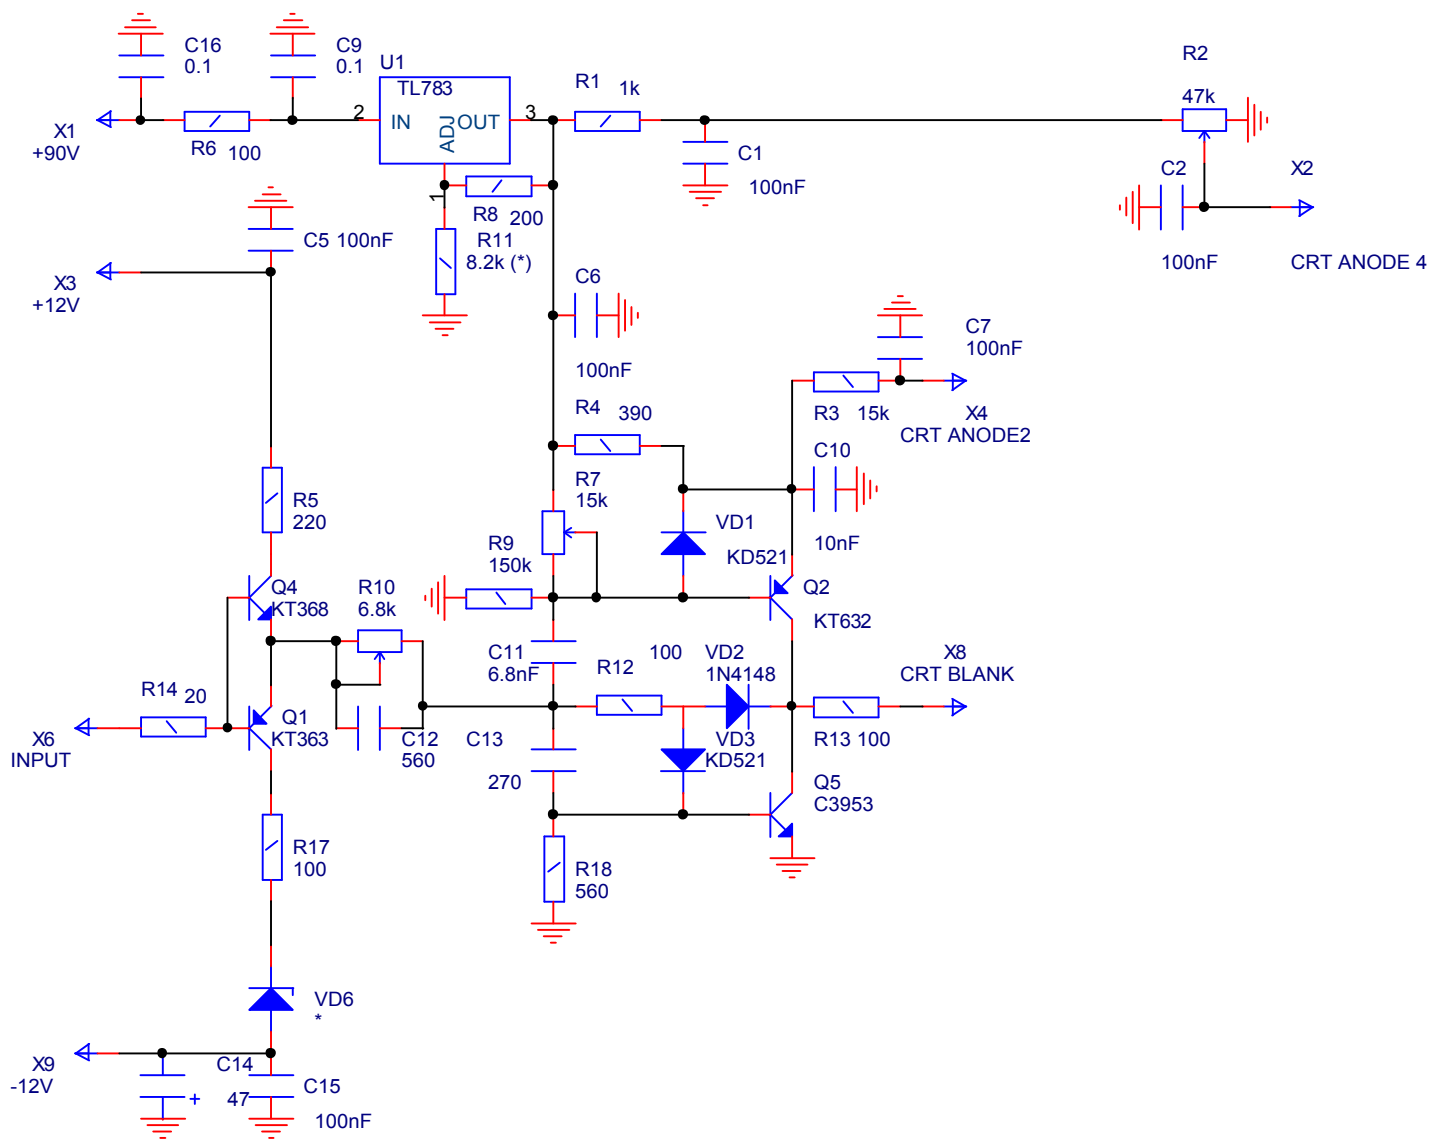 C16
0.1
C9
0.1
U1
TL783
2
IN
ADJ
OUT
3
1
R1
1k
R2
47k
X1
+90V
R6
100
C1
100nF
C2
100nF
X2
CRT ANODE 4
R8
200
R11
8.2k (*)
C5
100nF
X3
+12V
C6
100nF
C7
100nF
R4
390
R3
15k
X4
CRT ANODE2
C10
10nF
R7
15k
R5
220
VD1
KD521
R9
150k
Q4
KT368
R10
6.8k
Q2
KT632
C11
6.8nF
R12
100
VD2
1N4148
X8
CRT BLANK
R14
20
X6
INPUT
Q1
KT363
C12
560
C13
270
VD3
KD521
R13
100
Q5
C3953
R17
100
R18
560
VD6
*
X9
-12V
C14
47
+
C15
100nF